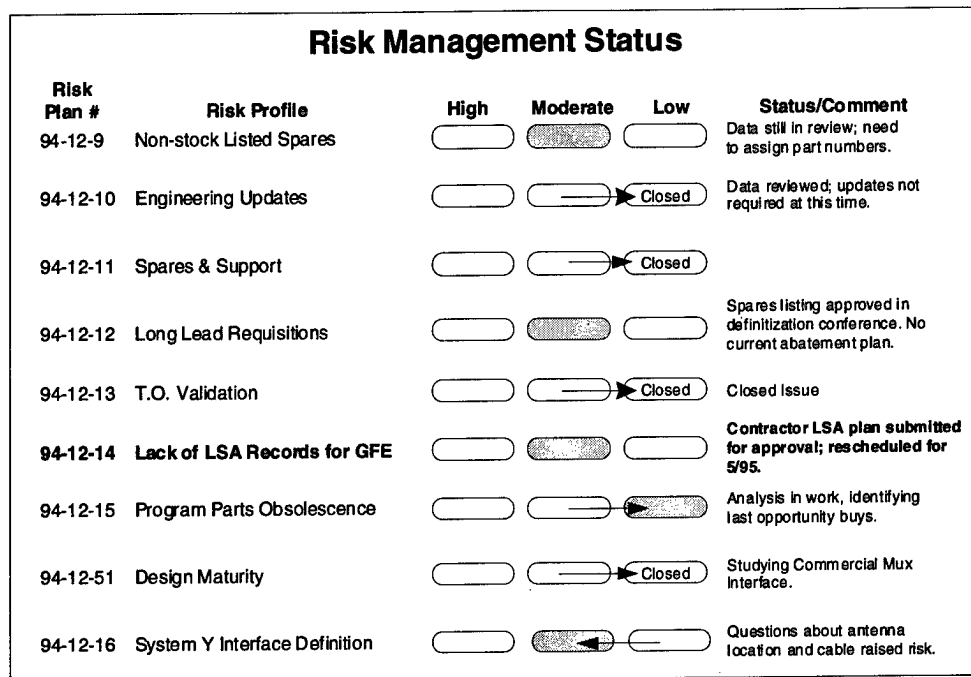 Risk Management Status
Risk
Plan # Risk Profile High Moderate Low Status/Comment
94-12-9 Non-stock Listed Spares Data still in review; need
to assign part numbers.
94-12-10 Engineering Updates Closed Data reviewed; updates not
required at this time.
94-12-11 Spares & Support Closed
94-12-12 Long Lead Requisitions Spares listing approved in
definitization conference. No
current abatement plan.
94-12-13 T.O. Validation Closed Closed Issue
94-12-14 Lack of LSA Records for GFE Contractor LSA plan submitted
for approval; rescheduled for
5/95.
94-12-15 Program Parts Obsolescence Analysis in work, identifying
last opportunity buys.
94-12-51 Design Maturity Closed Studying Commercial Mux
Interface.
94-12-16 System Y Interface Definition Questions about antenna
location and cable raised risk.